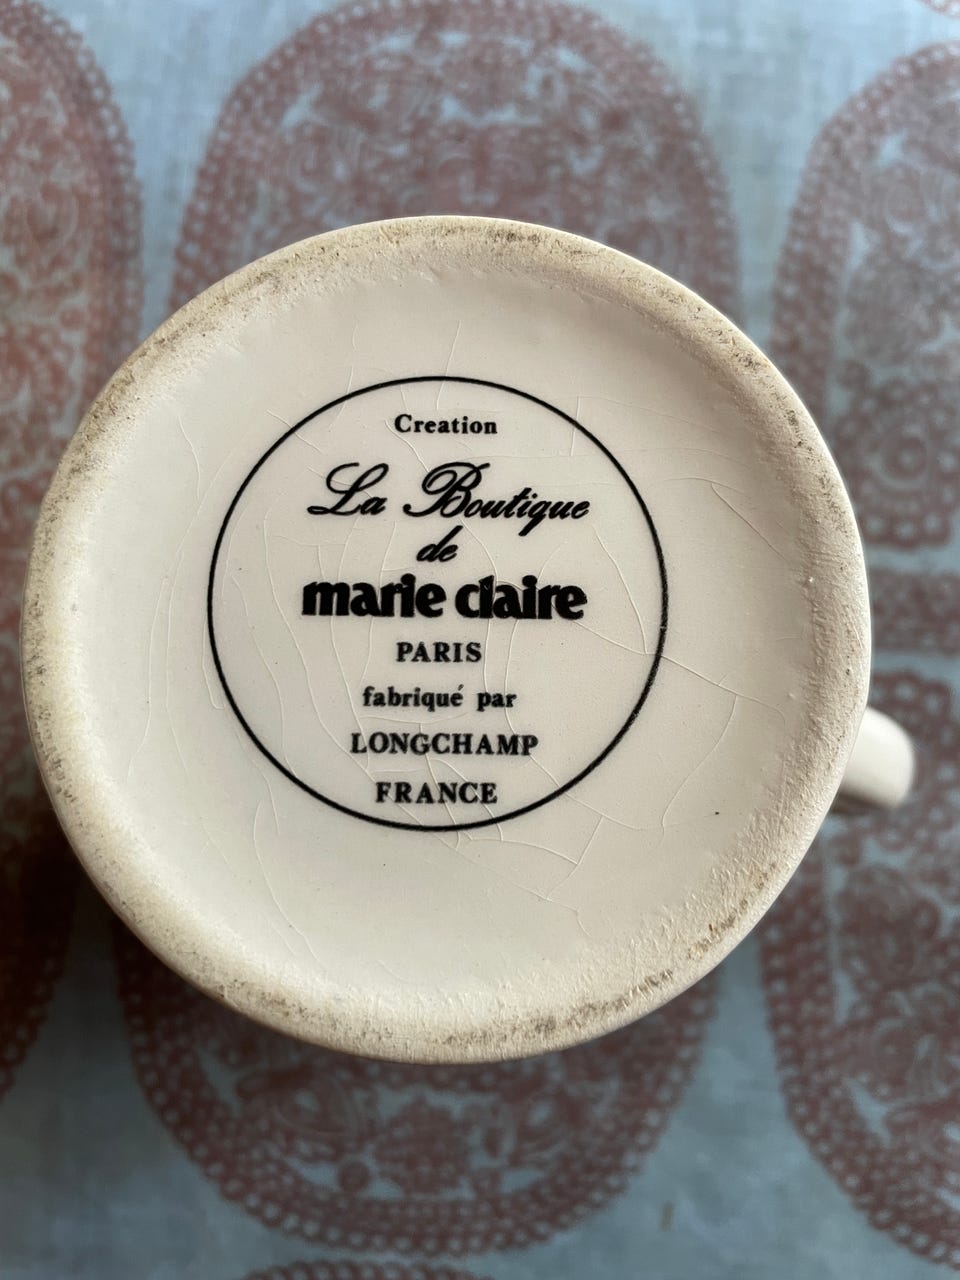 Creation
La Boutique
de
marie claire
PARIS
fabriqué par
LONGCHAMP
FRANCE